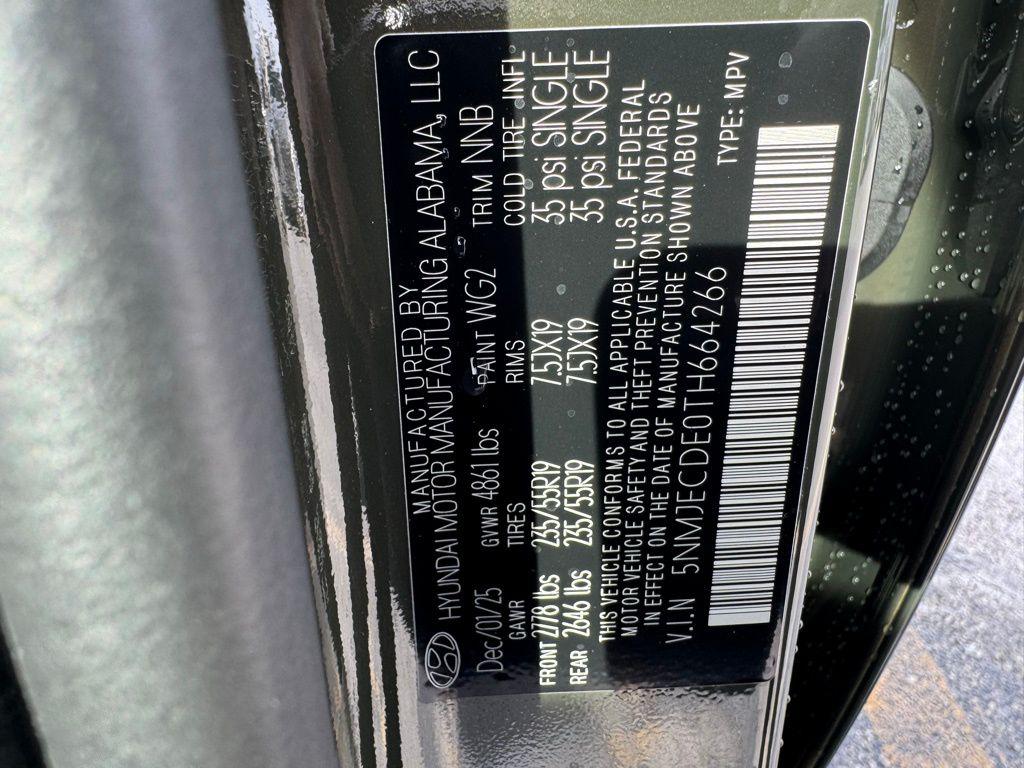 MANUFACTURED BY
HYUNDAI MOTOR MANUFACTURING ALABAMA, LLC
Dec/01/25 GVWR 4861 lbs PAINT WG2 TRIM NNB
GAWR TIRES RIMS COLD TIRE INFL
FRONT 2778 lbs 235/55R19 7.5JX19 35 psi SINGLE
REAR 2646 lbs 235/55R19 7.5JX19 35 psi SINGLE
THIS VEHICLE CONFORMS TO ALL APPLICABLE U.S.A. FEDERAL
MOTOR VEHICLE SAFETY AND THEFT PREVENTION STANDARDS
IN EFFECT ON THE DATE OF MANUFACTURE SHOWN ABOVE
V.I.N 5NMJECDE0TH664266 TYPE: MPV